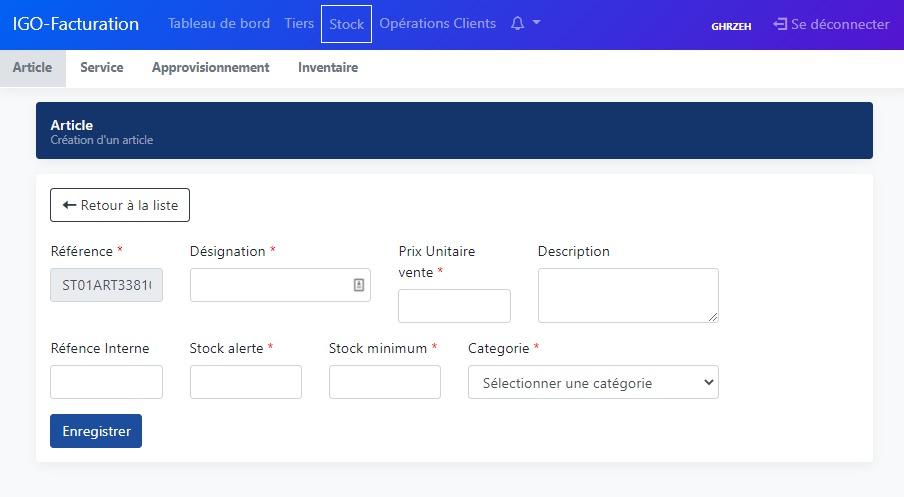 IGO-Facturation Tableau de bord Tiers Stock Opérations Clients GHRZEH Se déconnecter
Article Service Approvisionnement Inventaire
Article
Création d'un article
Retour à la liste
Référence * Désignation * Prix Unitaire vente * Description
ST01ART3381
Réfence Interne Stock alerte * Stock minimum * Categorie *
Sélectionner une catégorie
Enregistrer